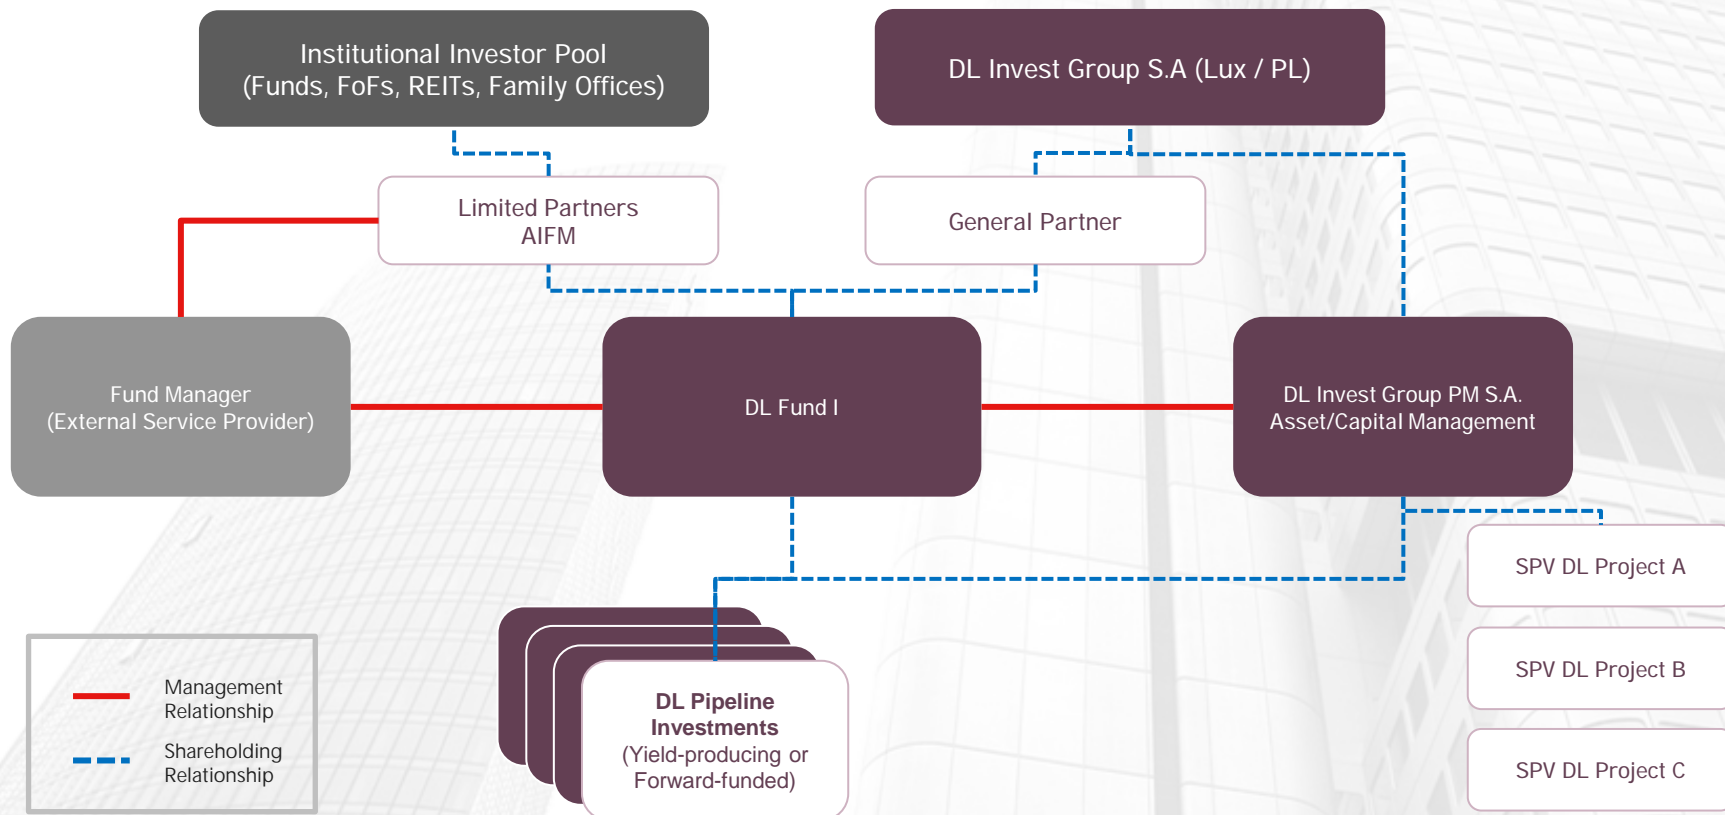 Institutional Investor Pool
(Funds, FoFs, REITs, Family Offices)
DL Invest Group S.A (Lux / PL)
Limited Partners
AIFM
General Partner
Fund Manager
(External Service Provider)
DL Fund I
DL Invest Group PM S.A.
Asset/Capital Management
SPV DL Project A
SPV DL Project B
SPV DL Project C
DL Pipeline
Investments
(Yield-producing or
Forward-funded)
Management
Relationship
Shareholding
Relationship